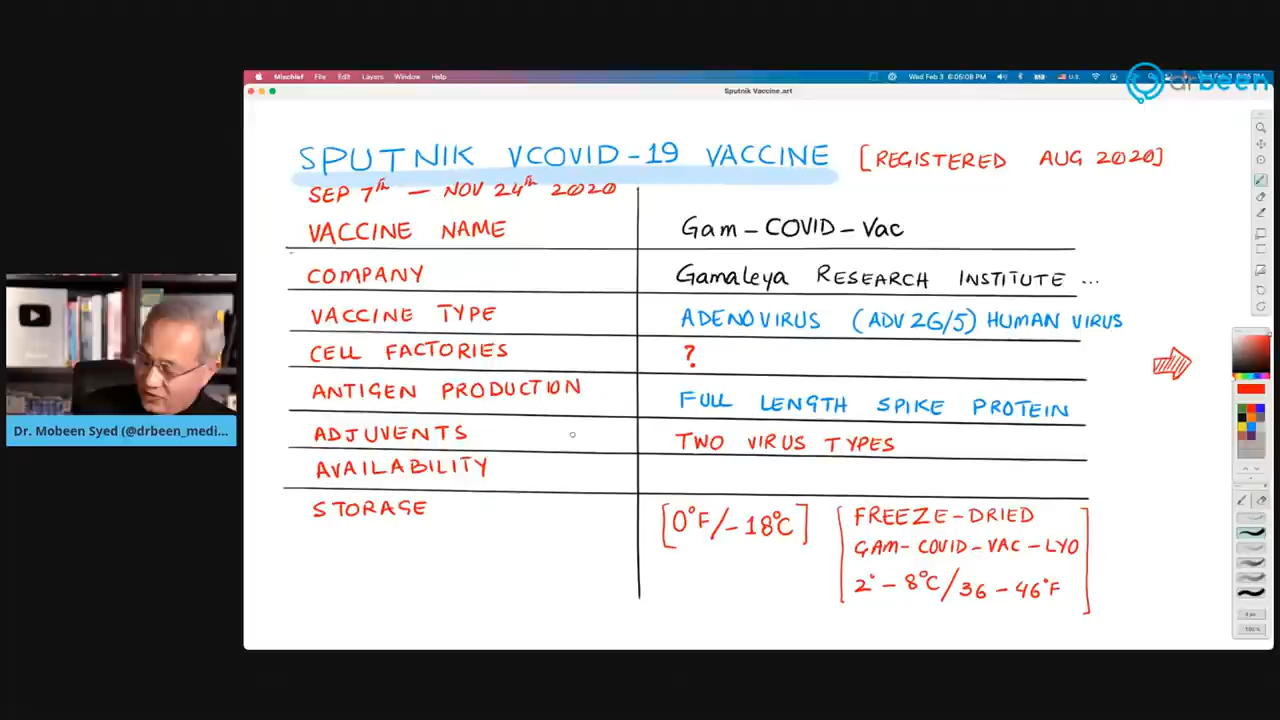 Mischief File Edit Layers Window Help Wed Feb 3 6:05:08 PM U.S.
drbeen
Sputnik Vaccine.art
SPUTNIK VCOVID-19 VACCINE [REGISTERED AUG 2020]
SEP 7th — NOV 24th 2020
VACCINE NAME Gam-COVID-Vac
COMPANY Gamaleya RESEARCH INSTITUTE ...
VACCINE TYPE ADENOVIRUS (ADV26/5) HUMAN VIRUS
CELL FACTORIES ?
ANTIGEN PRODUCTION FULL LENGTH SPIKE PROTEIN
ADJUVENTS TWO VIRUS TYPES
AVAILABILITY
STORAGE [0°F/-18°C] [FREEZE-DRIED
GAM-COVID-VAC-LYO
2°-8°C/36-46°F]
Dr. Mobeen Syed (@drbeen_medi...